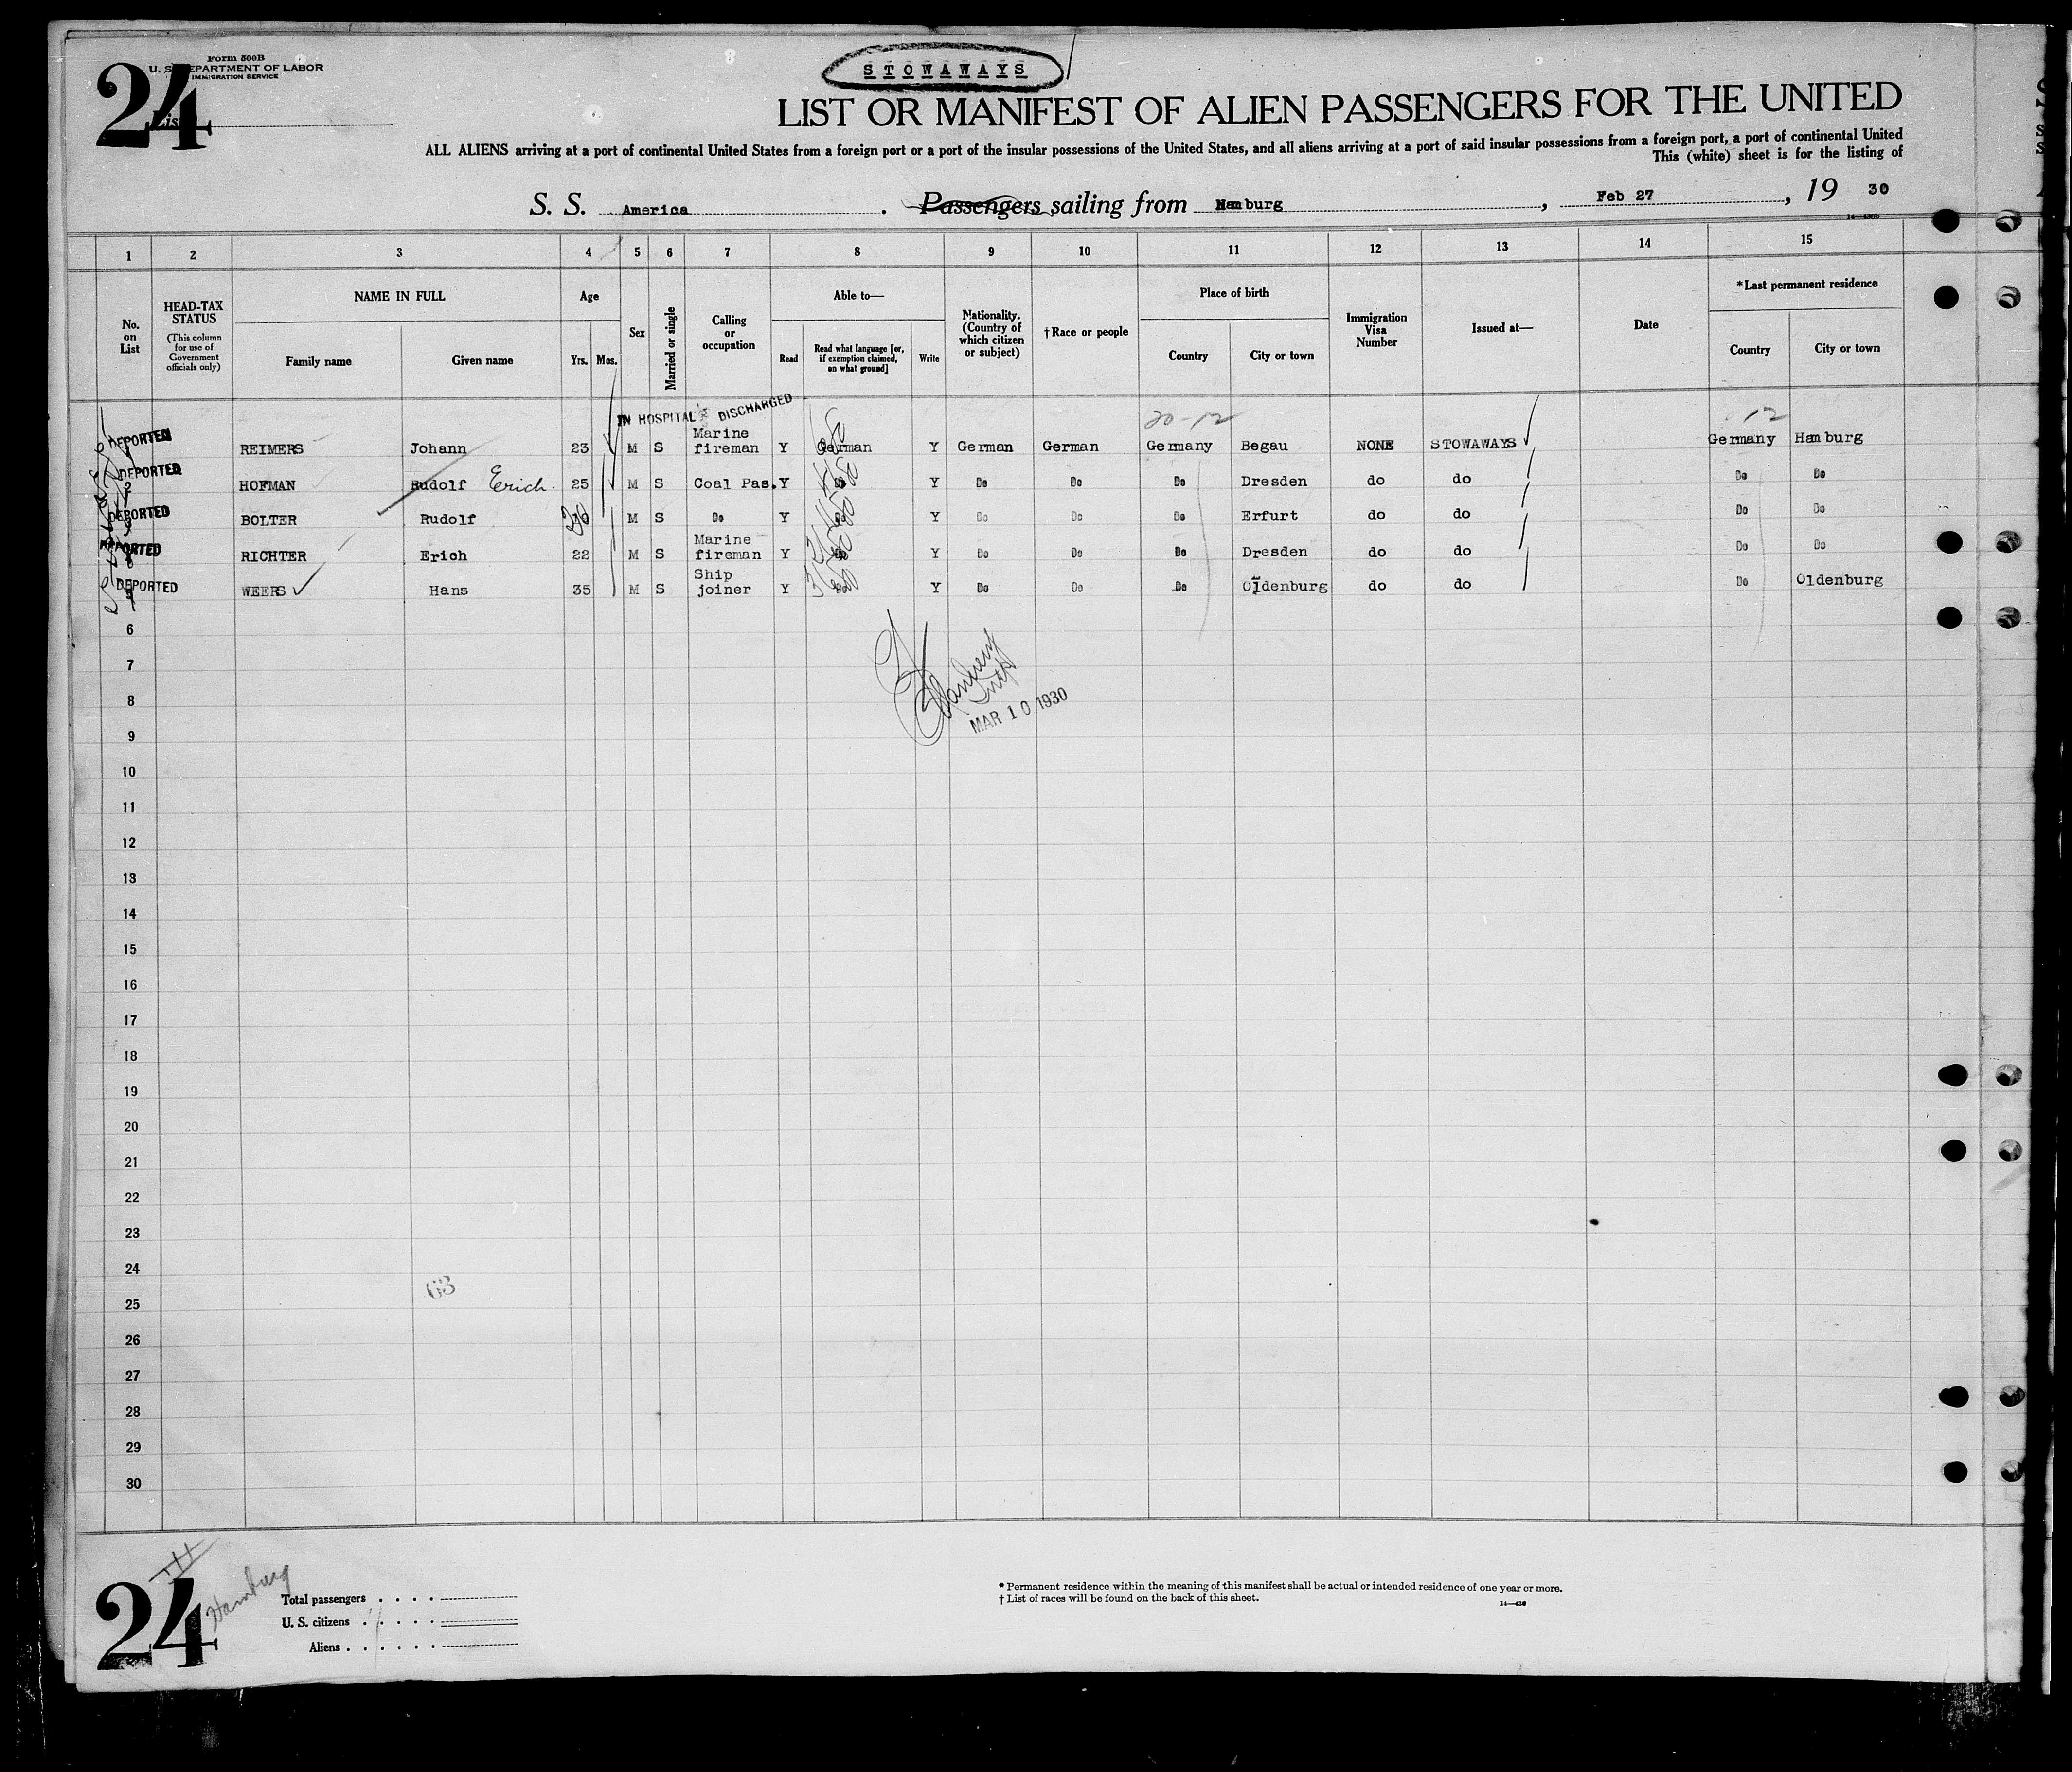 Form 500B
U. S. DEPARTMENT OF LABOR
IMMIGRATION SERVICE
24
List
STOWAWAYS
LIST OR MANIFEST OF ALIEN PASSENGERS FOR THE UNITED
ALL ALIENS arriving at a port of continental United States from a foreign port or a port of the insular possessions of the United States, and all aliens arriving at a port of said insular possessions from a foreign port, a port of continental United
This (white) sheet is for the listing of
S. S. America . Passengers sailing from Hamburg , Feb 27 , 19 30
1 2 3 4 5 6 7 8 9 10 11 12 13 14 15
No. on List
HEAD-TAX STATUS
(This column for use of Government officials only)
NAME IN FULL
Family name Given name
Age
Yrs. Mos.
Sex
Married or single
Calling or occupation
Able to—
Read Read what language [or, if exemption claimed, on what ground] Write
Nationality. (Country of which citizen or subject)
†Race or people
Place of birth
Country City or town
Immigration Visa Number
Issued at—
Date
*Last permanent residence
Country City or town
IN HOSPITAL DISCHARGED
20-12 12
DEPORTED REIMERS Johann 23 M S Marine fireman Y German Y German German Germany Begau NONE STOWAWAYS Germany Hamburg
DEPORTED 2 HOFMAN Rudolf Erich 25 M S Coal Pas. Y Do Y Do Do Do Dresden do do Do Do
DEPORTED BOLTER Rudolf M S Do Y Do Y Do Do Do Erfurt do do Do Do
DEPORTED RICHTER Erich 22 M S Marine fireman Y Do Y Do Do Do Dresden do do Do Do
DEPORTED WEERS Hans 35 M S Ship joiner Y Do Y Do Do Do Oldenburg do do Do Oldenburg
6
7
8
MAR 10 1930
9
10
11
12
13
14
15
16
17
18
19
20
21
22
23
24
63
25
26
27
28
29
30
24
Hamburg
Total passengers . . . .
U. S. citizens . . . . .
Aliens . . . . . .
* Permanent residence within the meaning of this manifest shall be actual or intended residence of one year or more.
† List of races will be found on the back of this sheet.
14—430